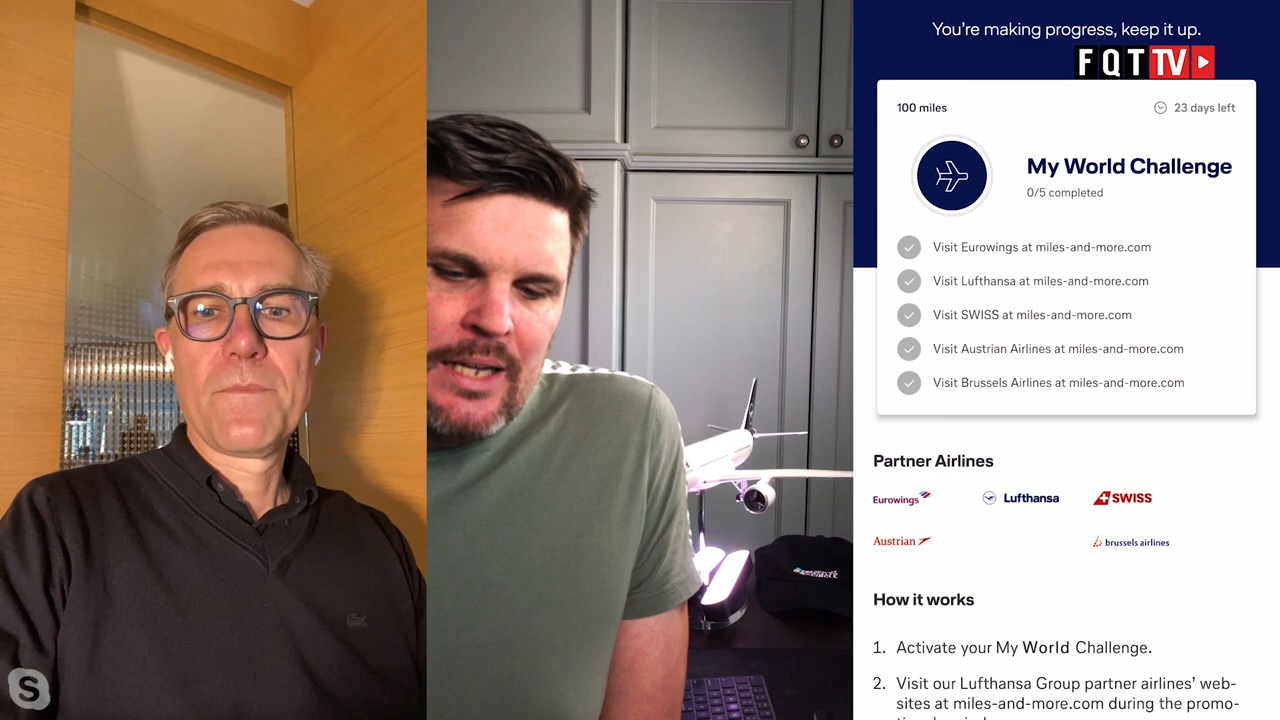 You're making progress, keep it up.
FQTTV
100 miles
23 days left
My World Challenge
0/5 completed
Visit Eurowings at miles-and-more.com
Visit Lufthansa at miles-and-more.com
Visit SWISS at miles-and-more.com
Visit Austrian Airlines at miles-and-more.com
Visit Brussels Airlines at miles-and-more.com
Partner Airlines
Eurowings
Lufthansa
SWISS
Austrian
brussels airlines
How it works
1. Activate your My World Challenge.
2. Visit our Lufthansa Group partner airlines' web-
sites at miles-and-more.com during the promo-
S